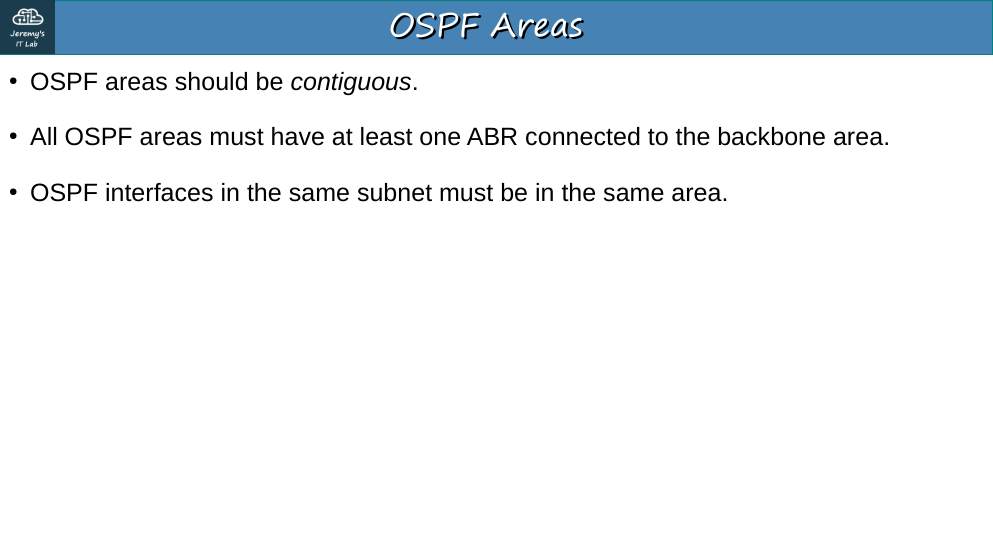 Jeremy's
IT Lab
OSPF Areas
• OSPF areas should be contiguous.
• All OSPF areas must have at least one ABR connected to the backbone area.
• OSPF interfaces in the same subnet must be in the same area.